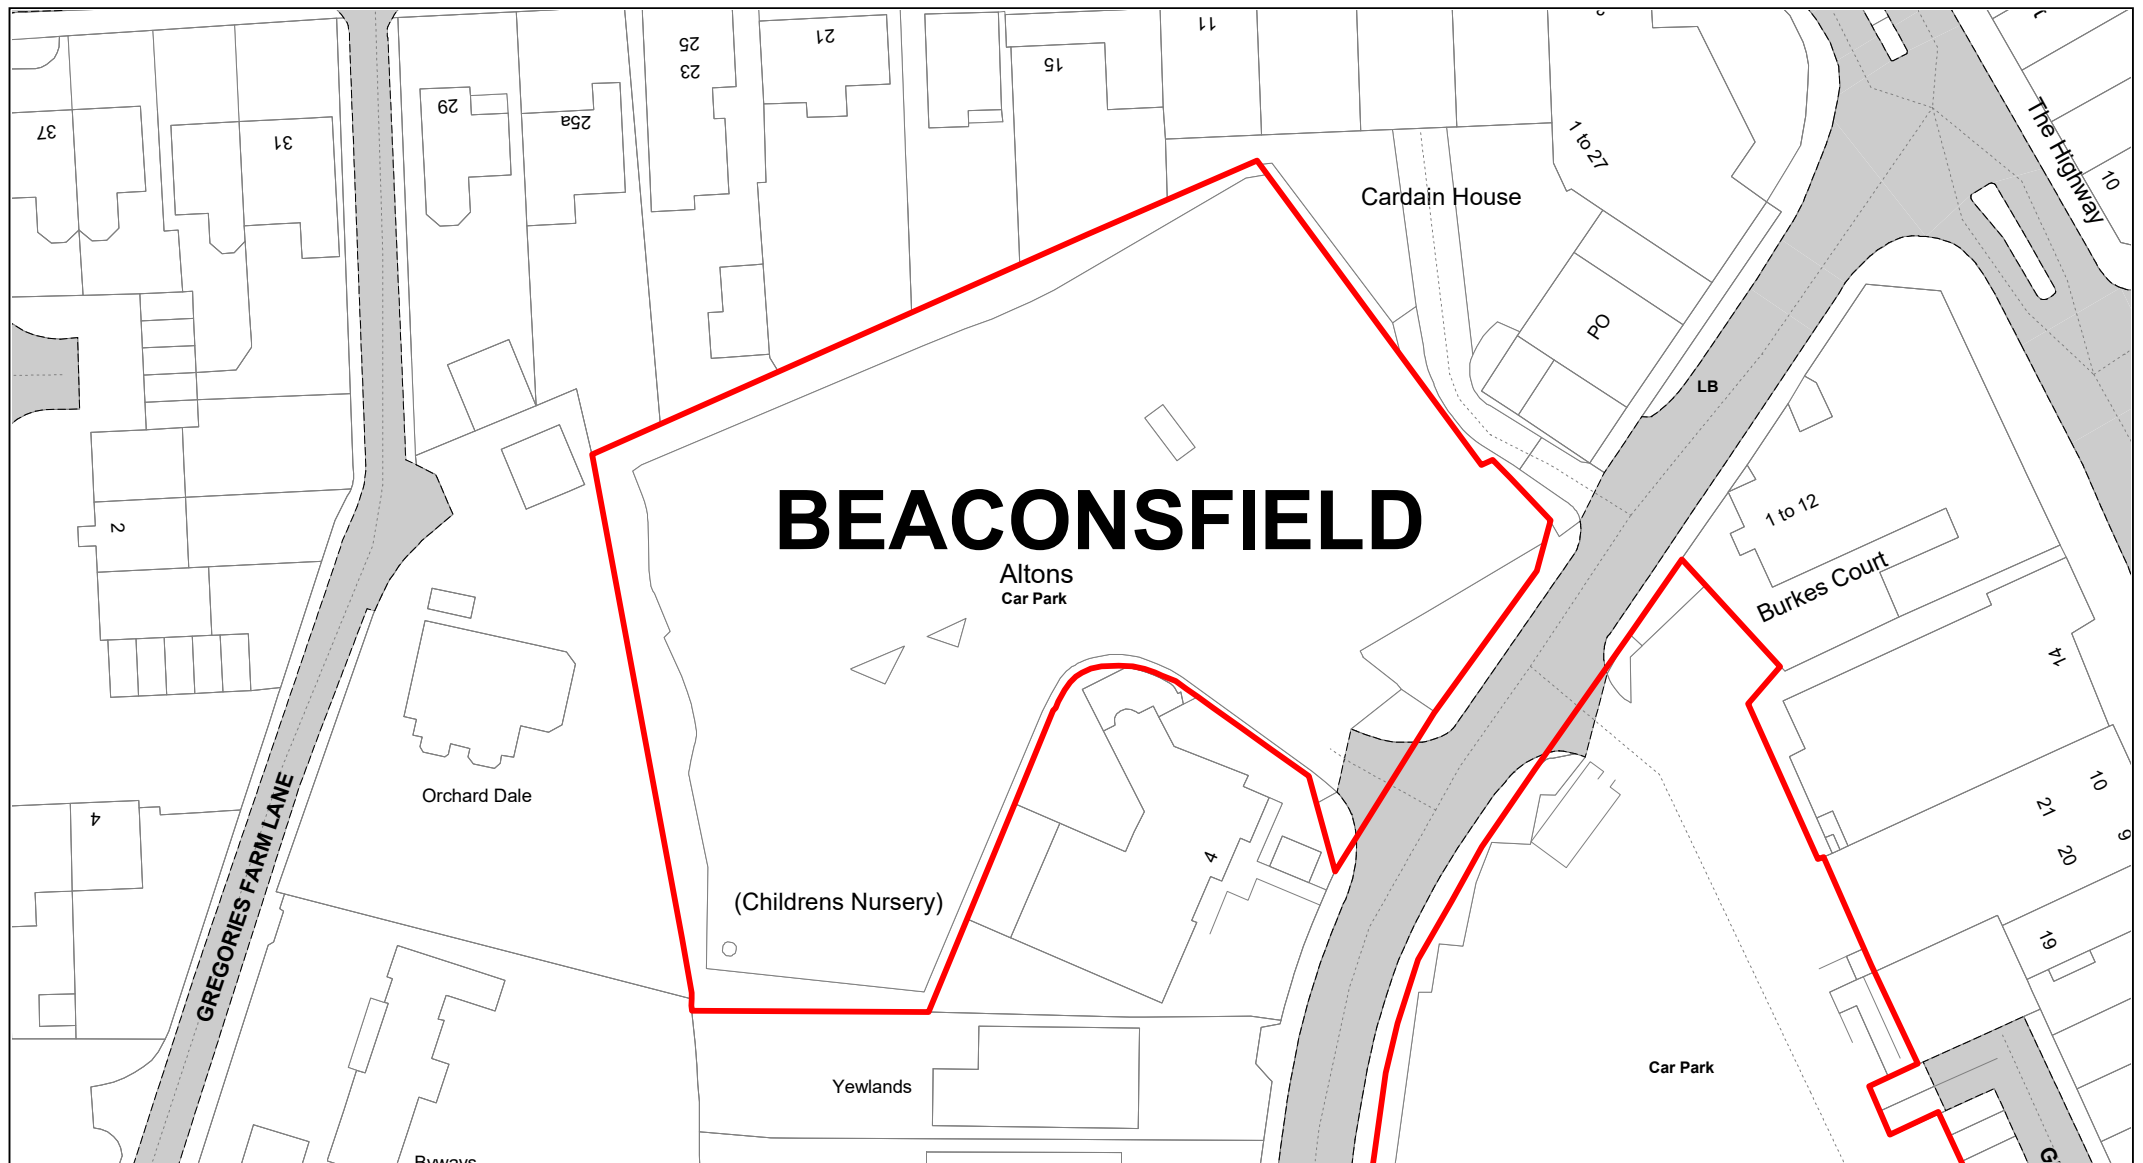 11
21
25
23
15
29
25a
37
31
1 to 27
The Highway
10
Cardain House
PO
LB
BEACONSFIELD
Altons
Car Park
1 to 12
Burkes Court
2
14
Orchard Dale
10
21
9
20
4
4
GREGORIES FARM LANE
(Childrens Nursery)
19
Yewlands
Car Park